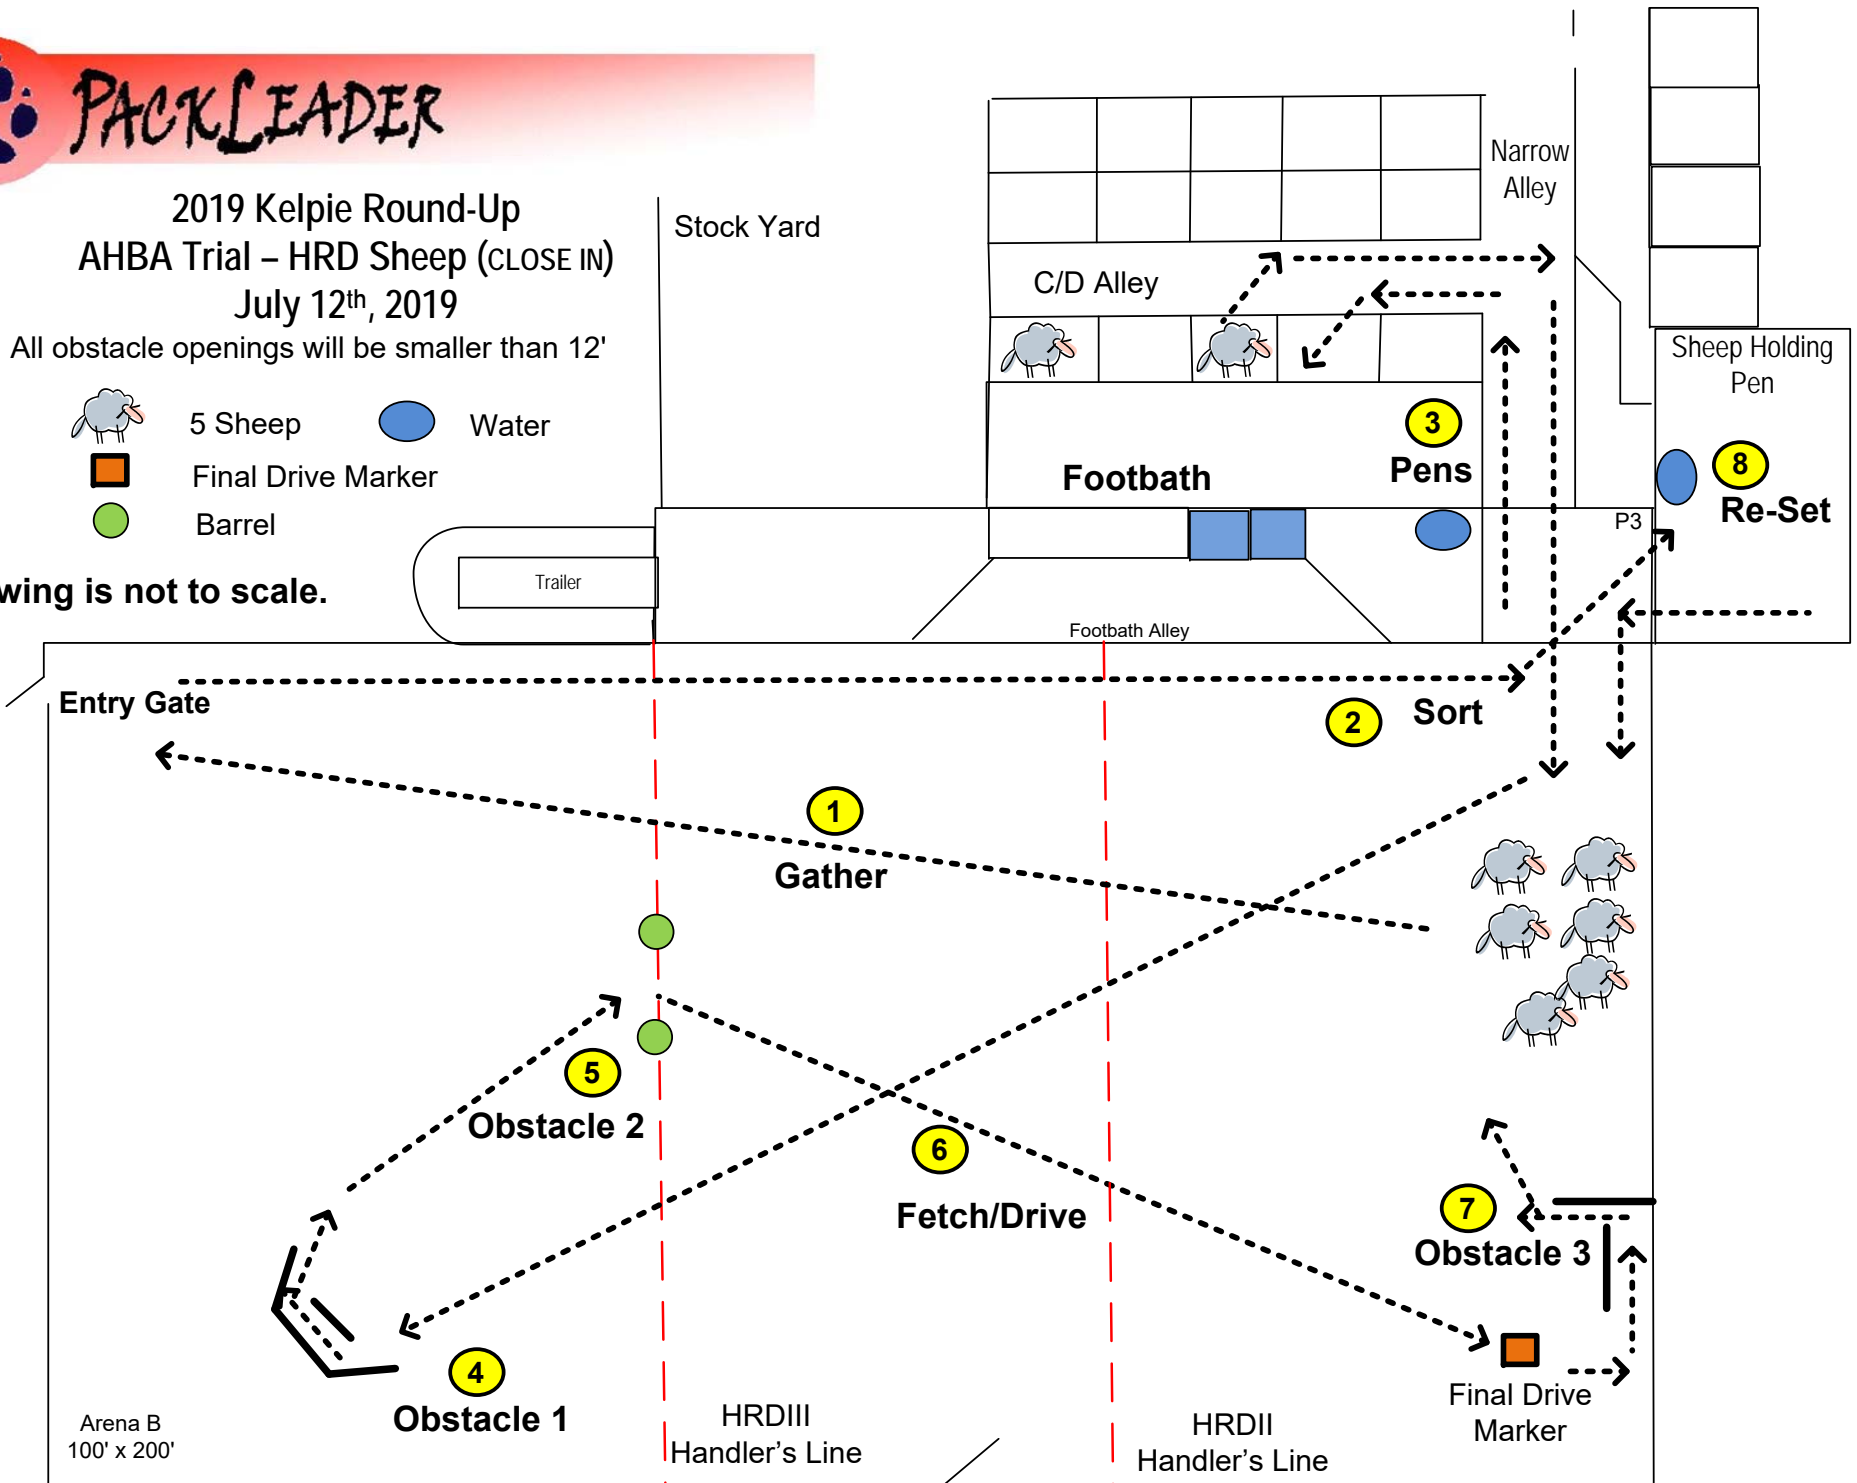 PACKLEADER
2019 Kelpie Round-Up
AHBA Trial – HRD Sheep (CLOSE IN)
July 12th, 2019
All obstacle openings will be smaller than 12'
5 Sheep
Water
Final Drive Marker
Barrel
wing is not to scale.
Trailer
Stock Yard
C/D Alley
Narrow
Alley
Sheep Holding
Pen
3
Pens
Footbath
8
Re-Set
P3
Footbath Alley
Entry Gate
2
Sort
1
Gather
5
Obstacle 2
6
Fetch/Drive
7
Obstacle 3
4
Obstacle 1
Final Drive
Marker
Arena B
100' x 200'
HRDIII
Handler's Line
HRDII
Handler's Line